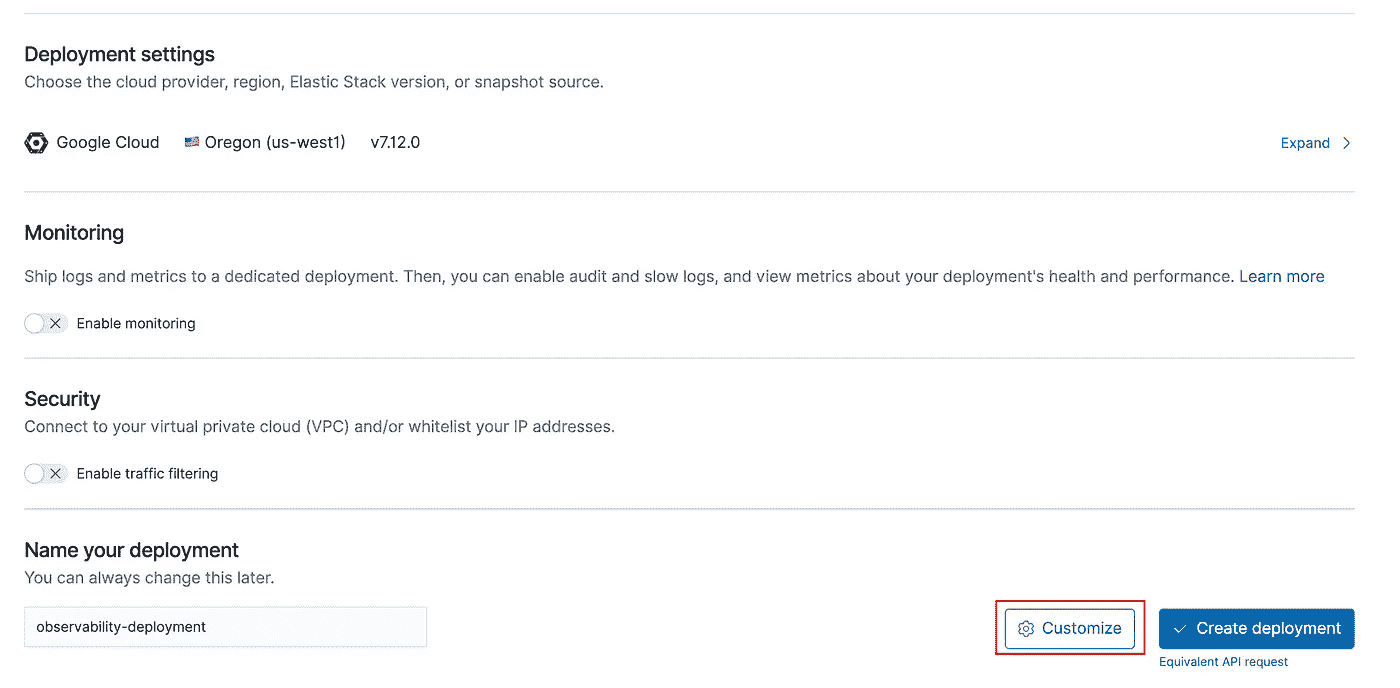 Deployment settings
Choose the cloud provider, region, Elastic Stack version, or snapshot source.
Google Cloud Oregon (us-west1) v7.12.0 Expand
Monitoring
Ship logs and metrics to a dedicated deployment. Then, you can enable audit and slow logs, and view metrics about your deployment's health and performance. Learn more
Enable monitoring
Security
Connect to your virtual private cloud (VPC) and/or whitelist your IP addresses.
Enable traffic filtering
Name your deployment
You can always change this later.
observability-deployment Customize Create deployment
Equivalent API request